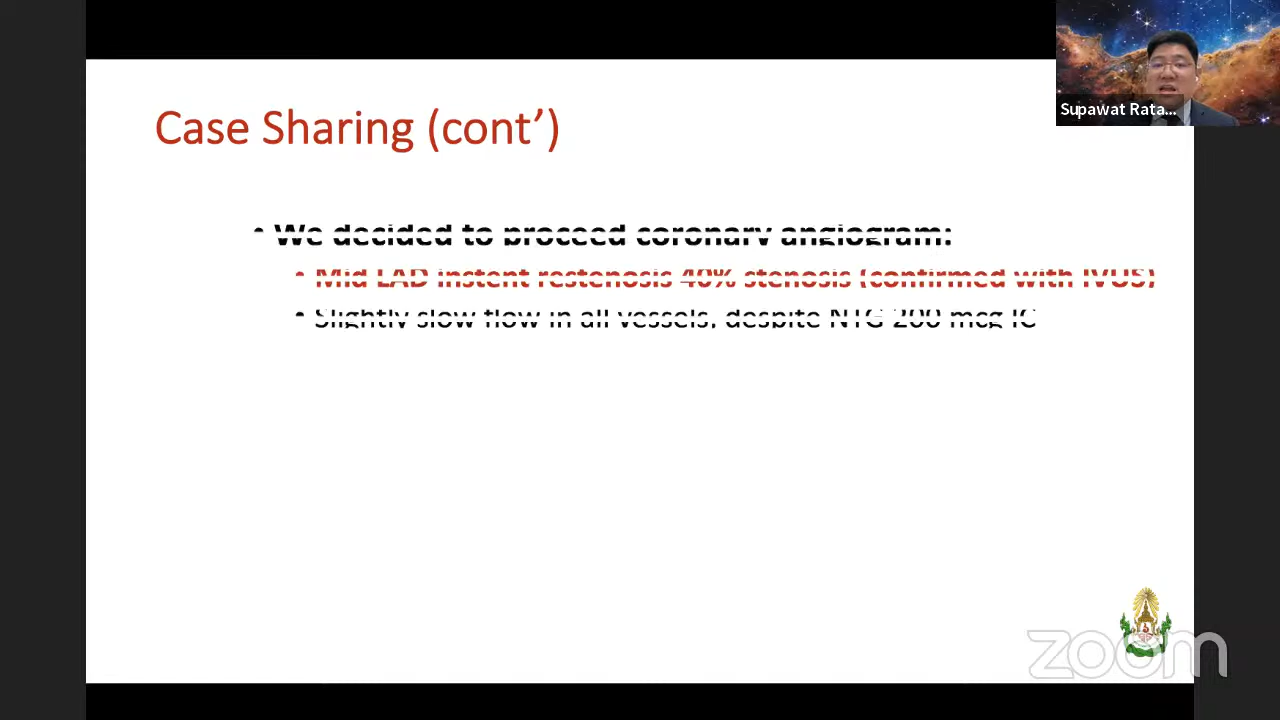 Supawat Rata...
Case Sharing (cont’)
• We decided to proceed coronary angiogram:
• Mid LAD instent restenosis 40% stenosis (confirmed with IVUS)
• Slightly slow flow in all vessels, despite NTG 200 mcg IC
zoom